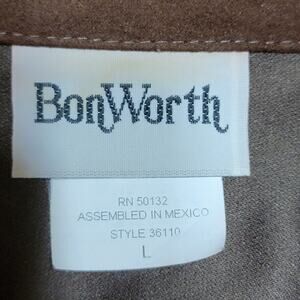 BonWorth
RN 50132
ASSEMBLED IN MEXICO
STYLE 36110
L